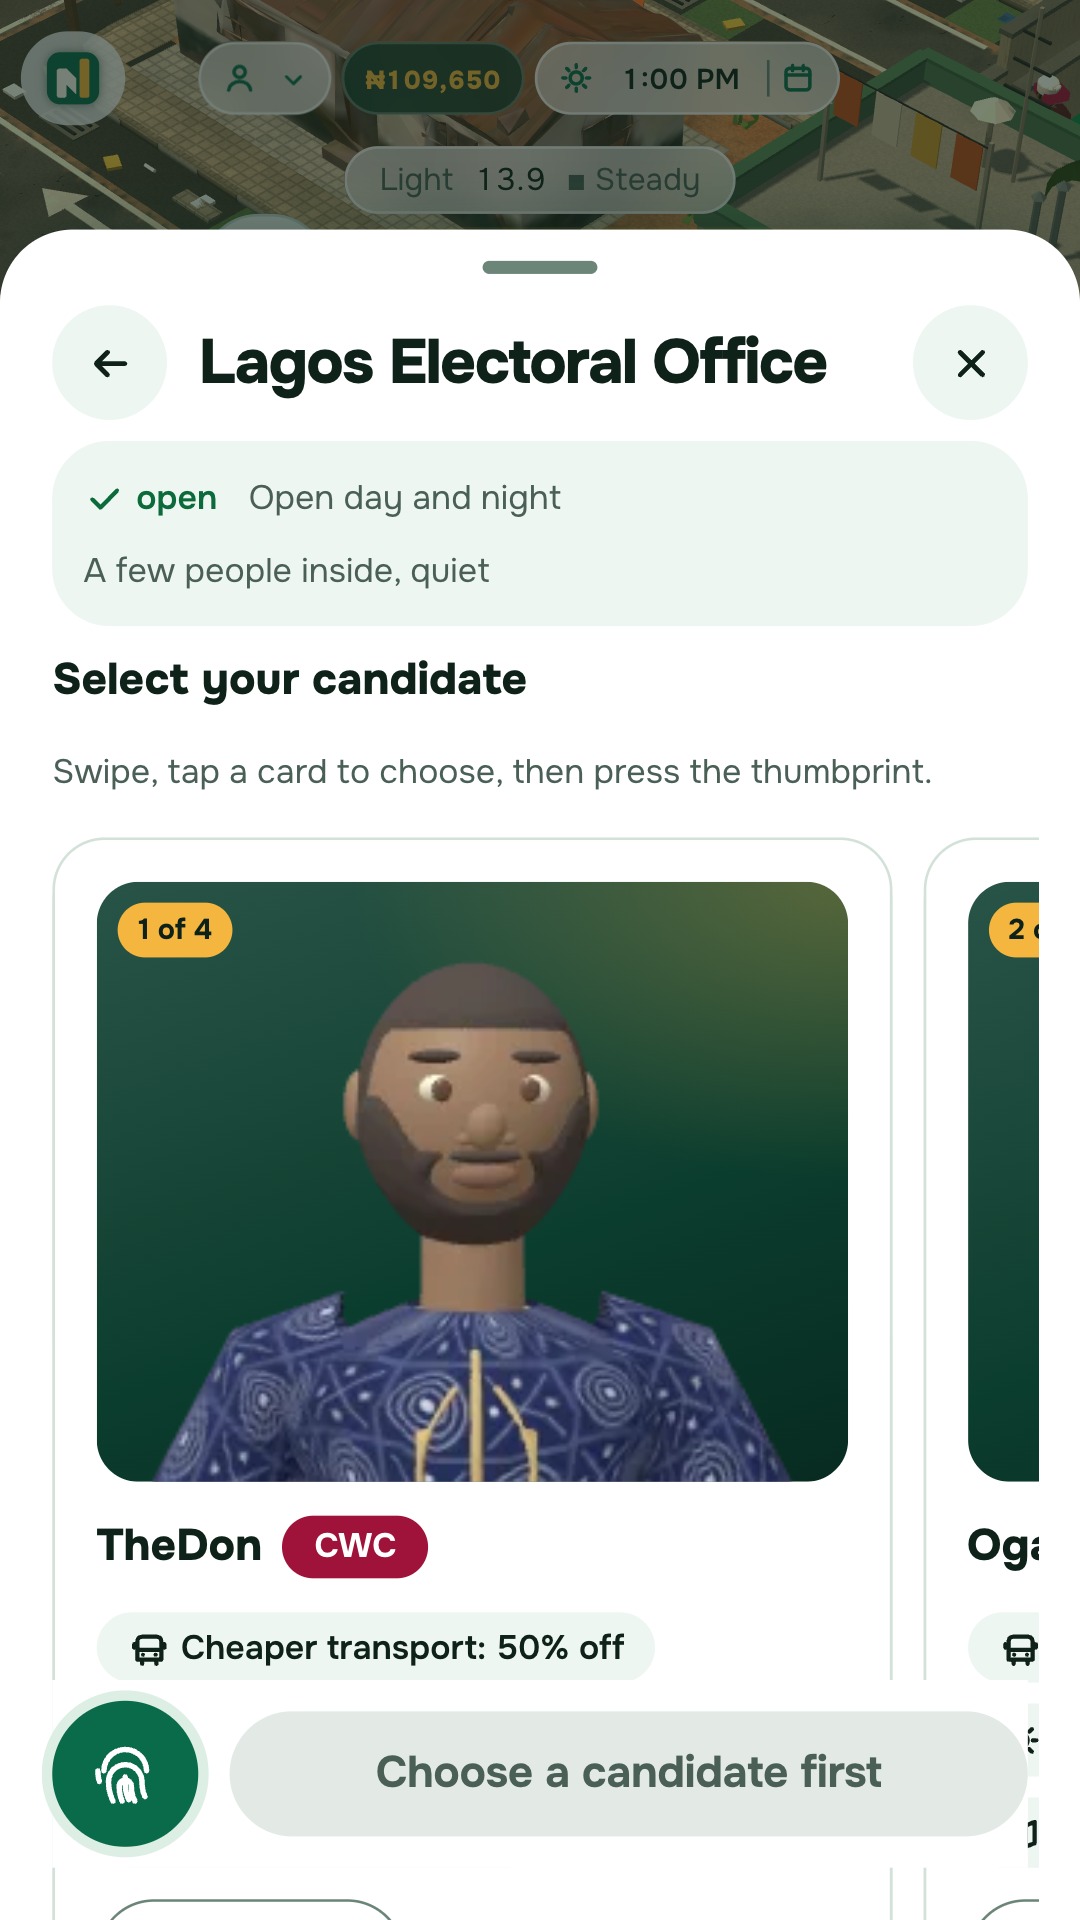 ₦109,650
1:00 PM
Light 13.9 ■ Steady
Lagos Electoral Office
open Open day and night
A few people inside, quiet
Select your candidate
Swipe, tap a card to choose, then press the thumbprint.
1 of 4
2
TheDon CWC
Cheaper transport: 50% off
Choose a candidate first